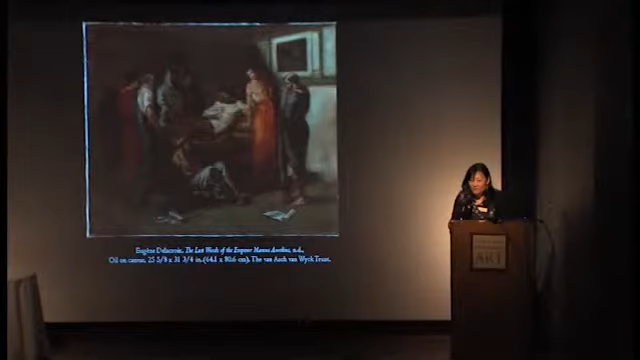 Eugène Delacroix, The Last Words of the Emperor Marcus Aurelius, n.d.,
Oil on canvas, 25 5/8 x 31 3/4 in. (64.1 x 80.6 cm). The van Asch van Wyck Trust.
ART